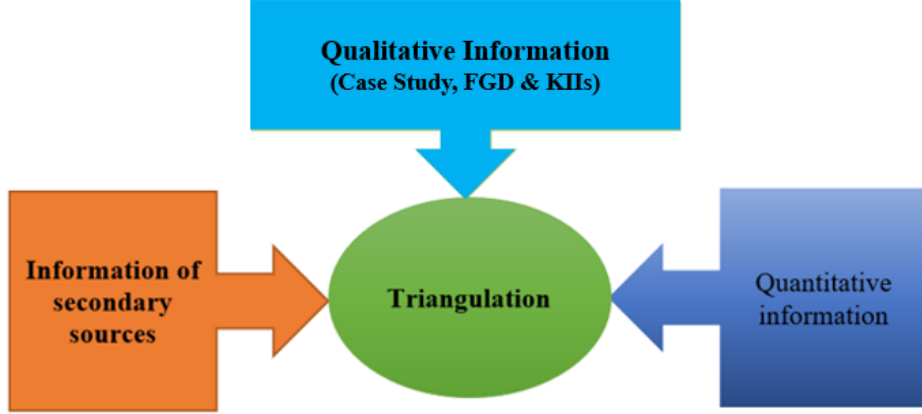 Qualitative Information
(Case Study, FGD & KIIs)
Information of
secondary
sources
Triangulation
Quantitative
information